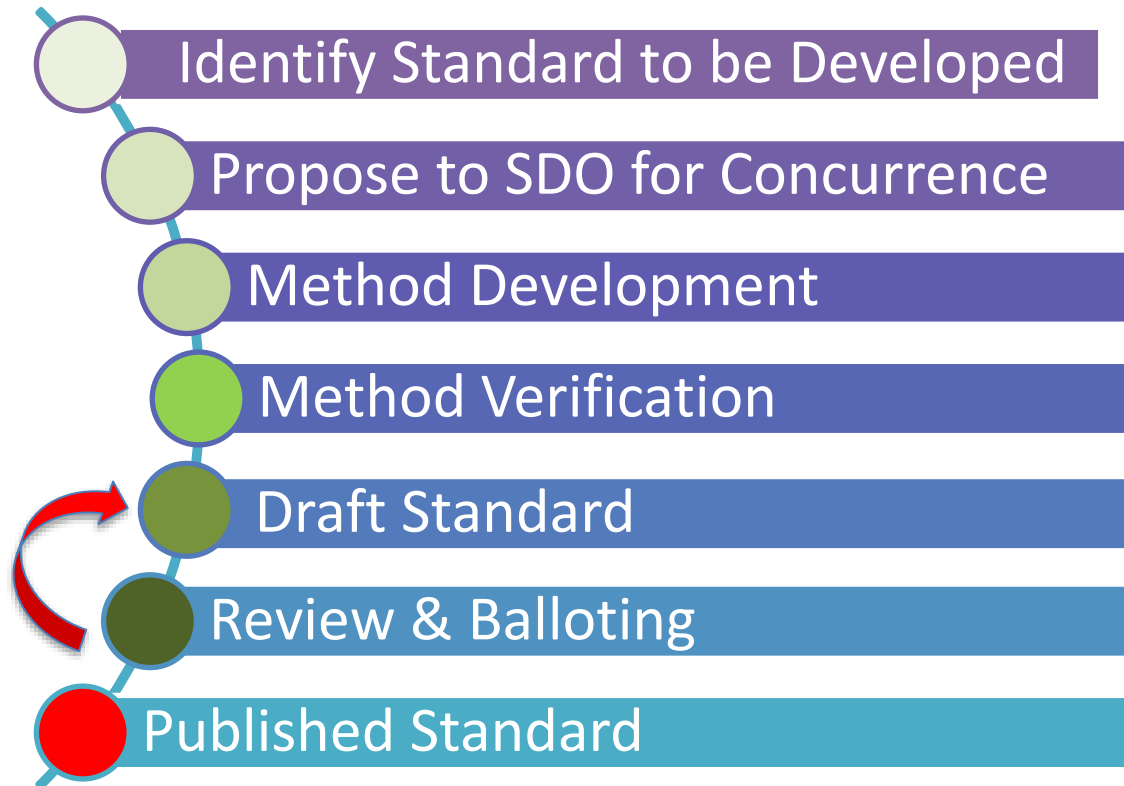 Identify Standard to be Developed
Propose to SDO for Concurrence
Method Development
Method Verification
Draft Standard
Review & Balloting
Published Standard